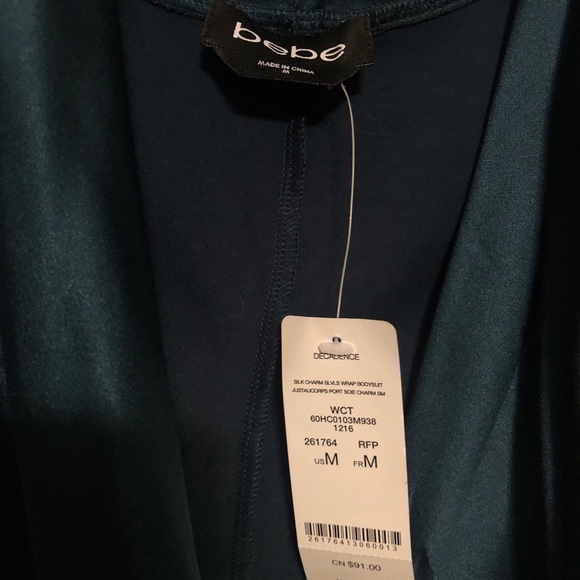 bebe
MADE IN CHINA
M
DECADENCE
SILK CHARM SLVLS WRAP BODYSUIT
JUSTAUCORPS PORT SOIE CHARM SM
WCT
60HC0103M938
1216
261764 RFP
US M FR M
26176413060013
CN $91.00